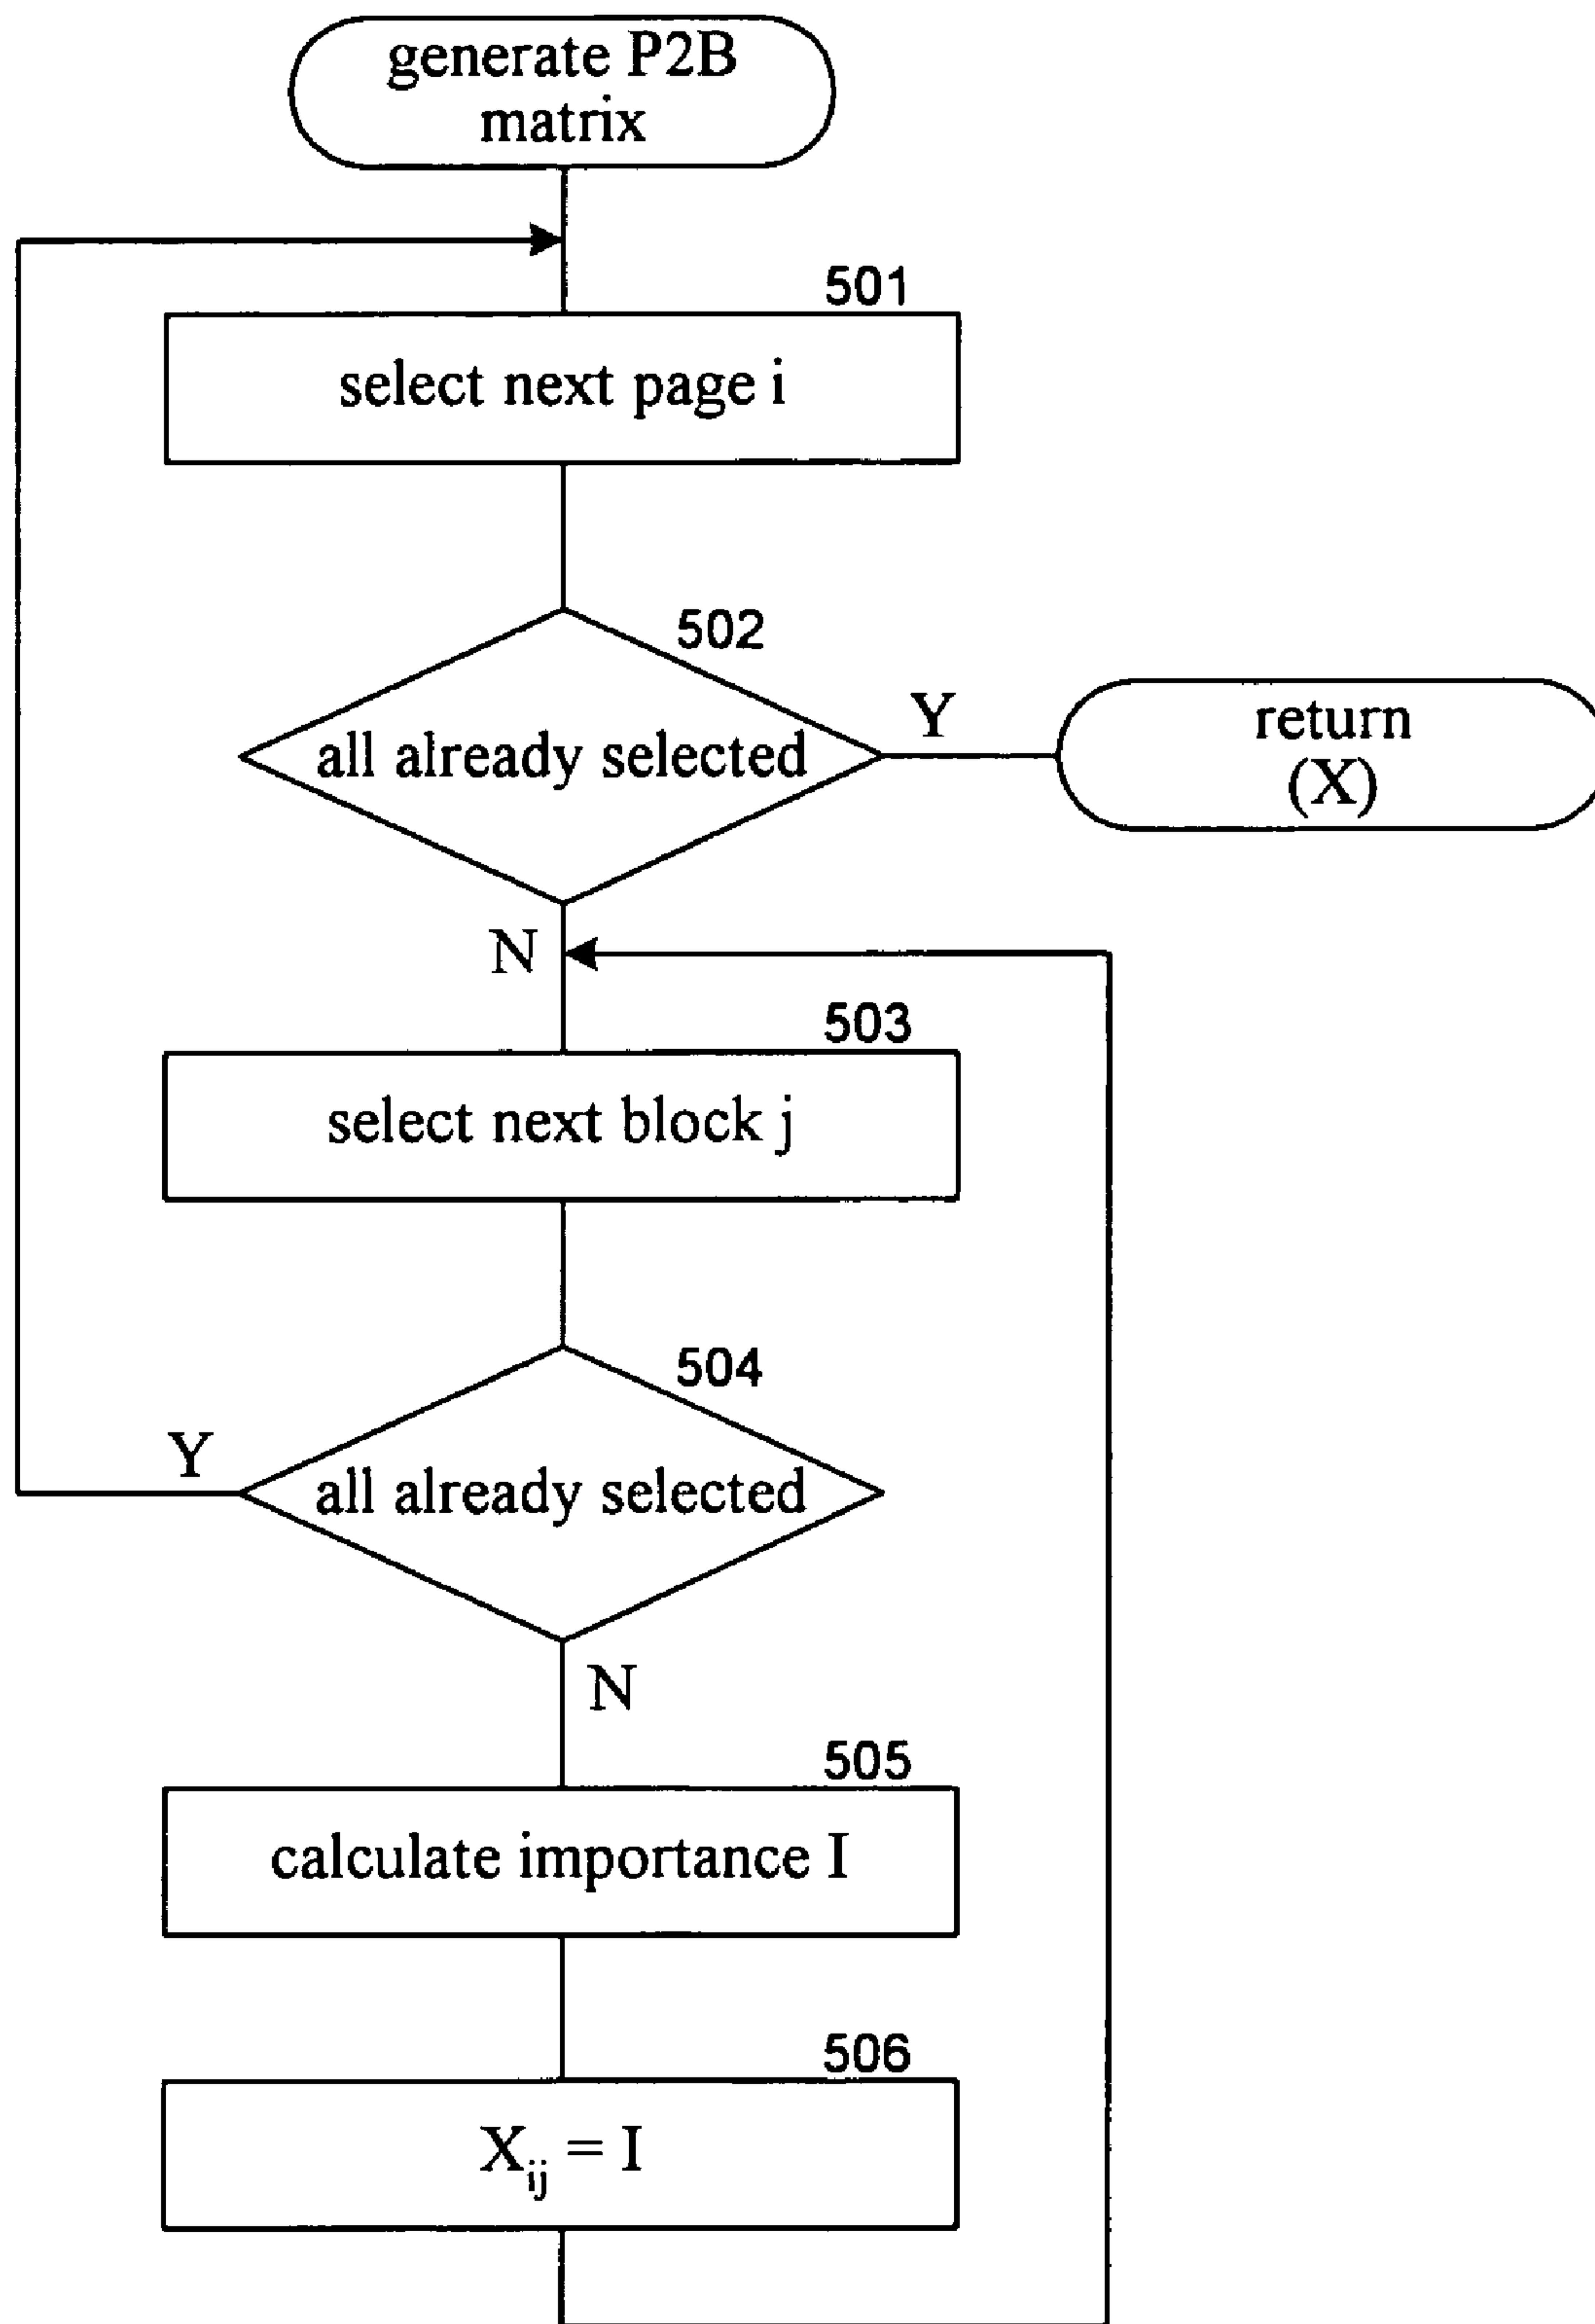 generate P2B
matrix
501
select next page i
502
all already selected
Y
return
(X)
N
503
select next block j
504
Y
all already selected
N
505
calculate importance I
506
X_ij = I